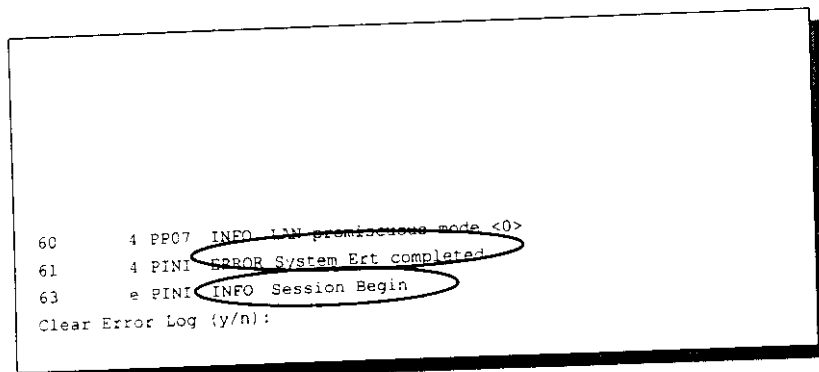 60 4 PP07 INFO LAN promiscuous mode <0>
61 4 PINI ERROR System Ert completed
63 e PINI INFO Session Begin
Clear Error Log (y/n):